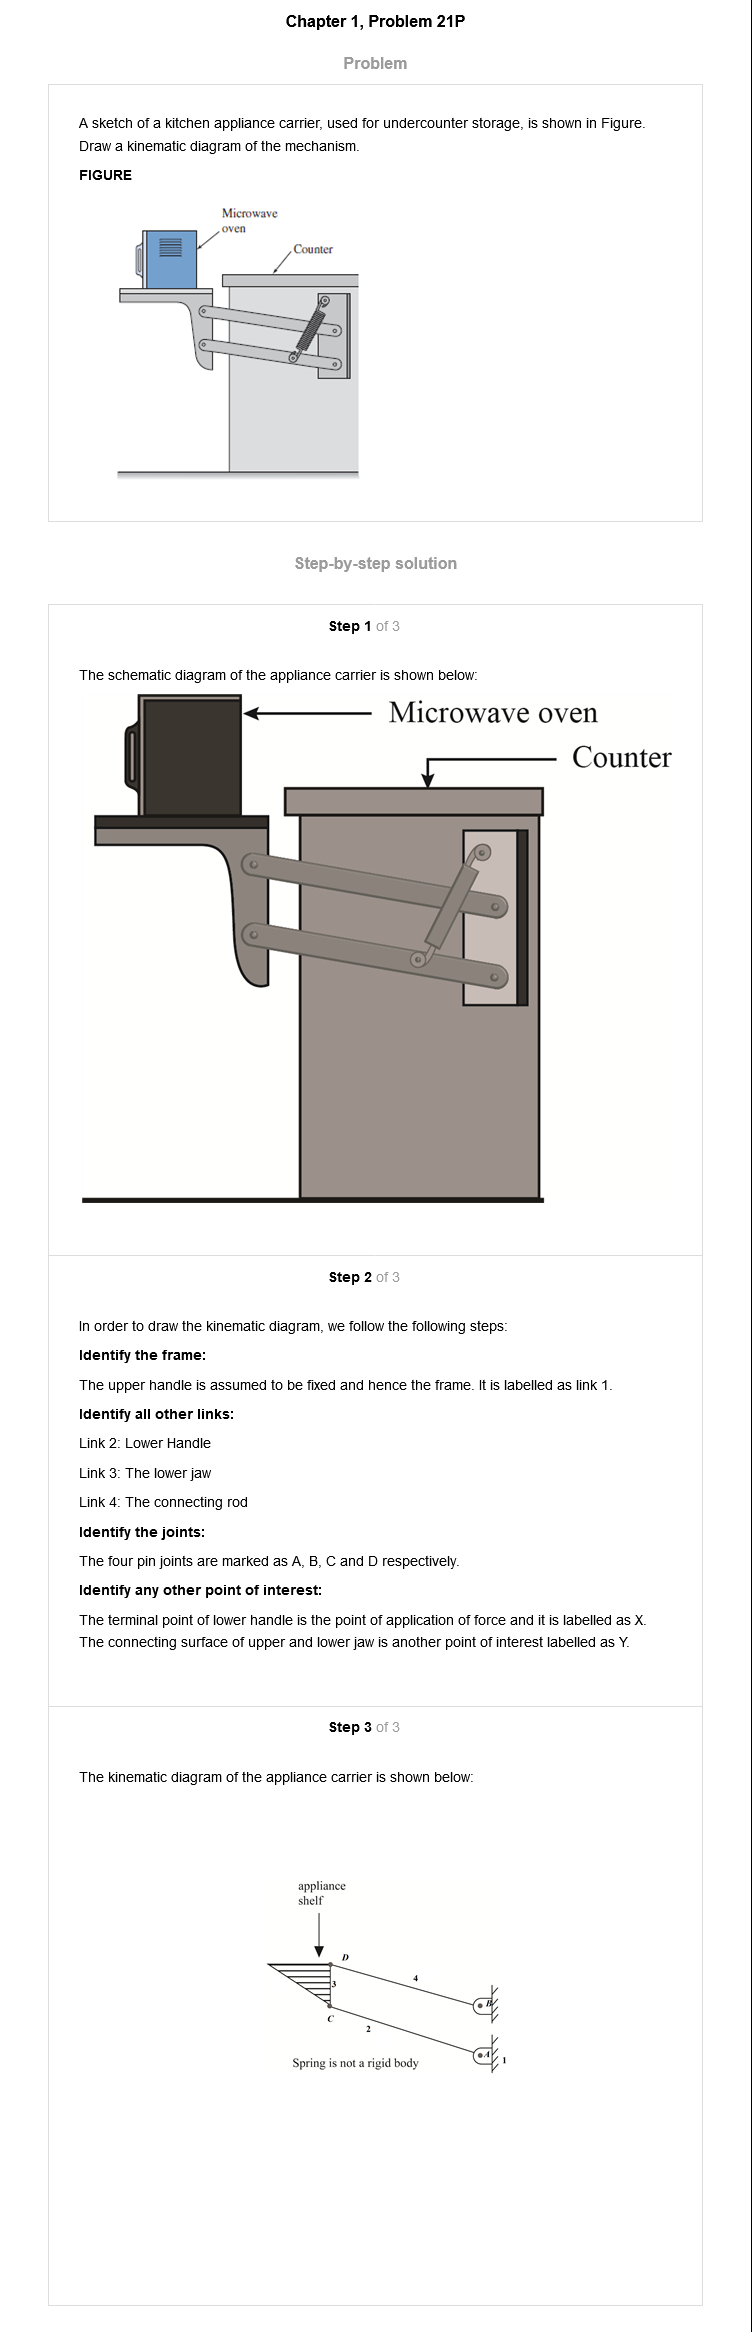 Chapter 1, Problem 21P
Problem
A sketch of a kitchen appliance carrier, used for undercounter storage, is shown in Figure.
Draw a kinematic diagram of the mechanism.
FIGURE
Microwave
oven
Counter
Step-by-step solution
Step 1 of 3
The schematic diagram of the appliance carrier is shown below:
Microwave oven
Counter
Step 2 of 3
In order to draw the kinematic diagram, we follow the following steps:
Identify the frame:
The upper handle is assumed to be fixed and hence the frame. It is labelled as link 1.
Identify all other links:
Link 2: Lower Handle
Link 3: The lower jaw
Link 4: The connecting rod
Identify the joints:
The four pin joints are marked as A, B, C and D respectively.
Identify any other point of interest:
The terminal point of lower handle is the point of application of force and it is labelled as X.
The connecting surface of upper and lower jaw is another point of interest labelled as Y.
Step 3 of 3
The kinematic diagram of the appliance carrier is shown below:
appliance
shelf
D
4
3
B
C
2
A
1
Spring is not a rigid body